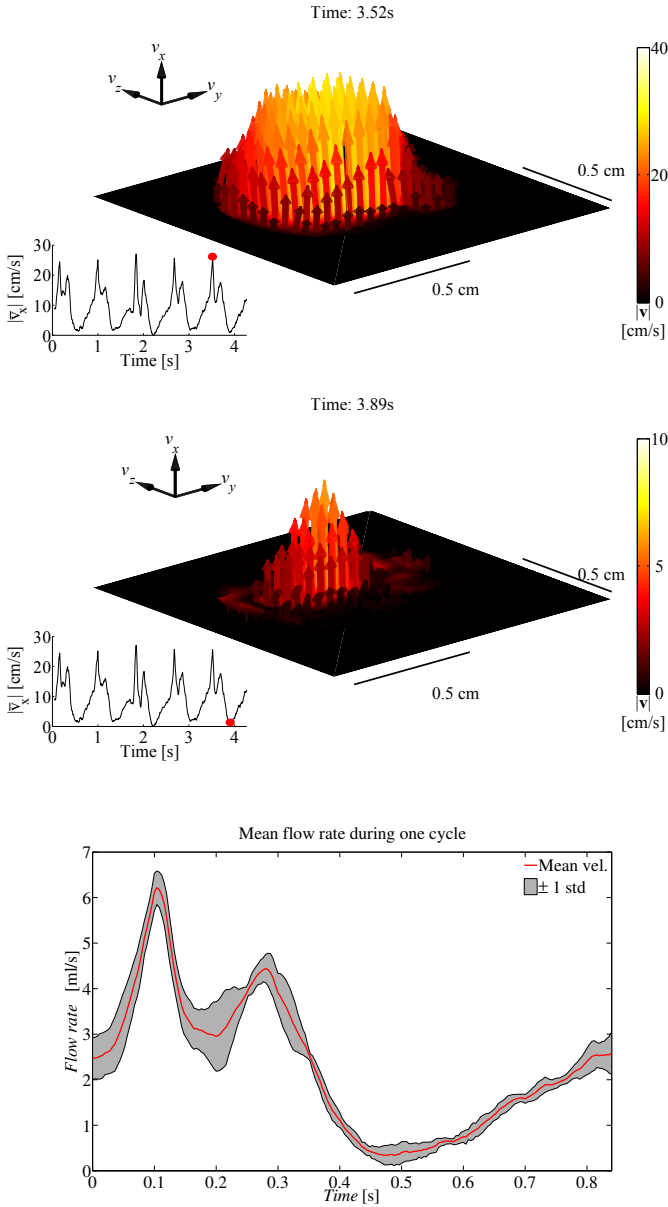 Time: 3.52s
v_x
v_z
v_y
40
20
0
|v|
[cm/s]
0.5 cm
0.5 cm
30
20
10
0
|v̅_x| [cm/s]
0 1 2 3 4
Time [s]
Time: 3.89s
v_x
v_z
v_y
10
5
0
|v|
[cm/s]
0.5 cm
0.5 cm
30
20
10
0
|v̅_x| [cm/s]
0 1 2 3 4
Time [s]
Mean flow rate during one cycle
Mean vel.
± 1 std
7
6
5
4
3
2
1
0
Flow rate [ml/s]
0 0.1 0.2 0.3 0.4 0.5 0.6 0.7 0.8
Time [s]